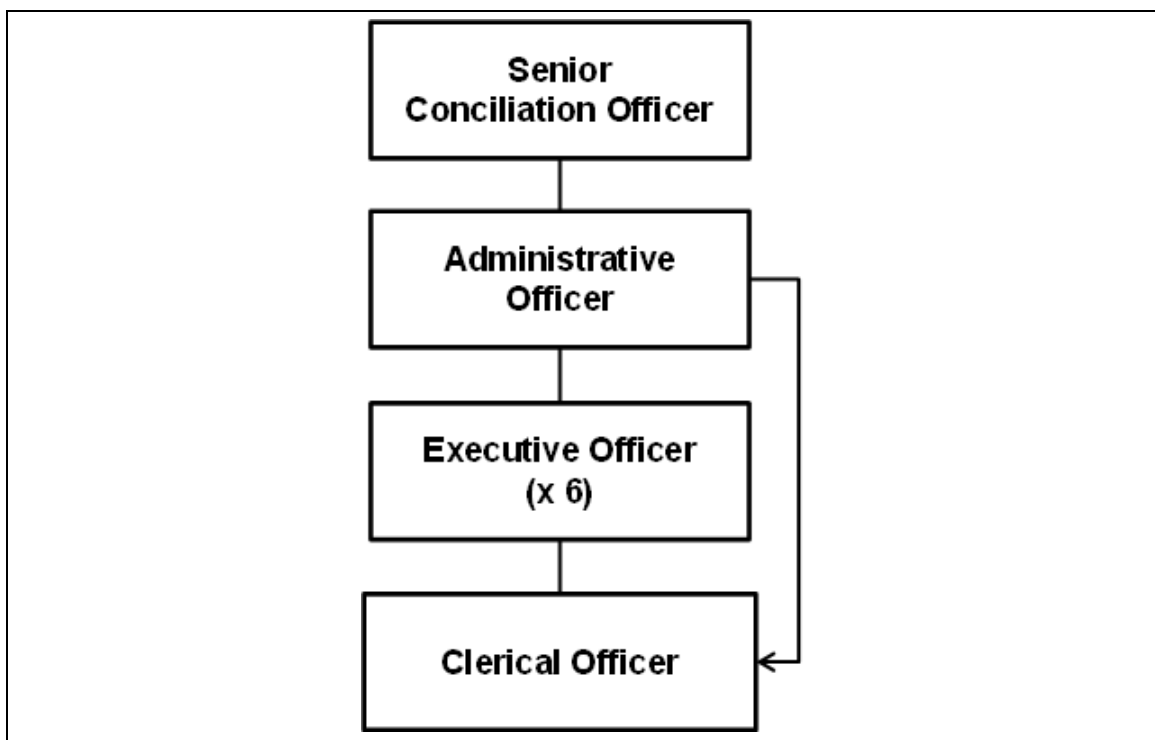 Senior
Conciliation Officer
Administrative
Officer
Executive Officer
(x 6)
Clerical Officer